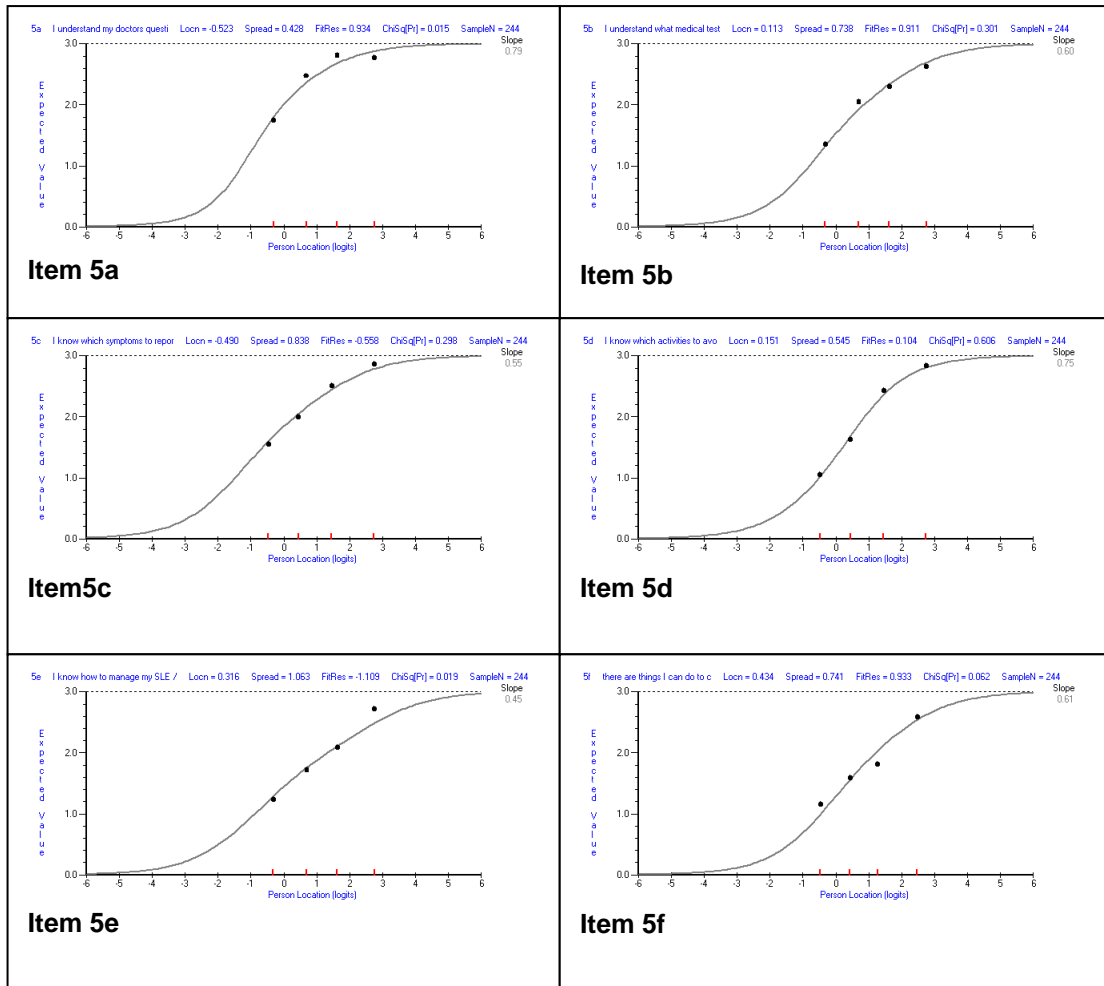 5a I understand my doctors questi Locn = -0.523 Spread = 0.428 FitRes = 0.934 ChiSq[Pr] = 0.015 SampleN = 244
Slope
0.79
3.0
2.0
1.0
0.0
Expected Value
-6 -5 -4 -3 -2 -1 0 1 2 3 4 5 6
Person Location (logits)
Item 5a
5b I understand what medical test Locn = 0.113 Spread = 0.738 FitRes = 0.911 ChiSq[Pr] = 0.301 SampleN = 244
Slope
0.60
3.0
2.0
1.0
0.0
Expected Value
-6 -5 -4 -3 -2 -1 0 1 2 3 4 5 6
Person Location (logits)
Item 5b
5c I know which symptoms to repor Locn = -0.490 Spread = 0.838 FitRes = -0.558 ChiSq[Pr] = 0.298 SampleN = 244
Slope
0.55
3.0
2.0
1.0
0.0
Expected Value
-6 -5 -4 -3 -2 -1 0 1 2 3 4 5 6
Person Location (logits)
Item5c
5d I know which activities to avo Locn = 0.151 Spread = 0.545 FitRes = 0.104 ChiSq[Pr] = 0.606 SampleN = 244
Slope
0.75
3.0
2.0
1.0
0.0
Expected Value
-6 -5 -4 -3 -2 -1 0 1 2 3 4 5 6
Person Location (logits)
Item 5d
5e I know how to manage my SLE / Locn = 0.316 Spread = 1.063 FitRes = -1.109 ChiSq[Pr] = 0.019 SampleN = 244
Slope
0.45
3.0
2.0
1.0
0.0
Expected Value
-6 -5 -4 -3 -2 -1 0 1 2 3 4 5 6
Person Location (logits)
Item 5e
5f there are things I can do to c Locn = 0.434 Spread = 0.741 FitRes = 0.933 ChiSq[Pr] = 0.062 SampleN = 244
Slope
0.61
3.0
2.0
1.0
0.0
Expected Value
-6 -5 -4 -3 -2 -1 0 1 2 3 4 5 6
Person Location (logits)
Item 5f